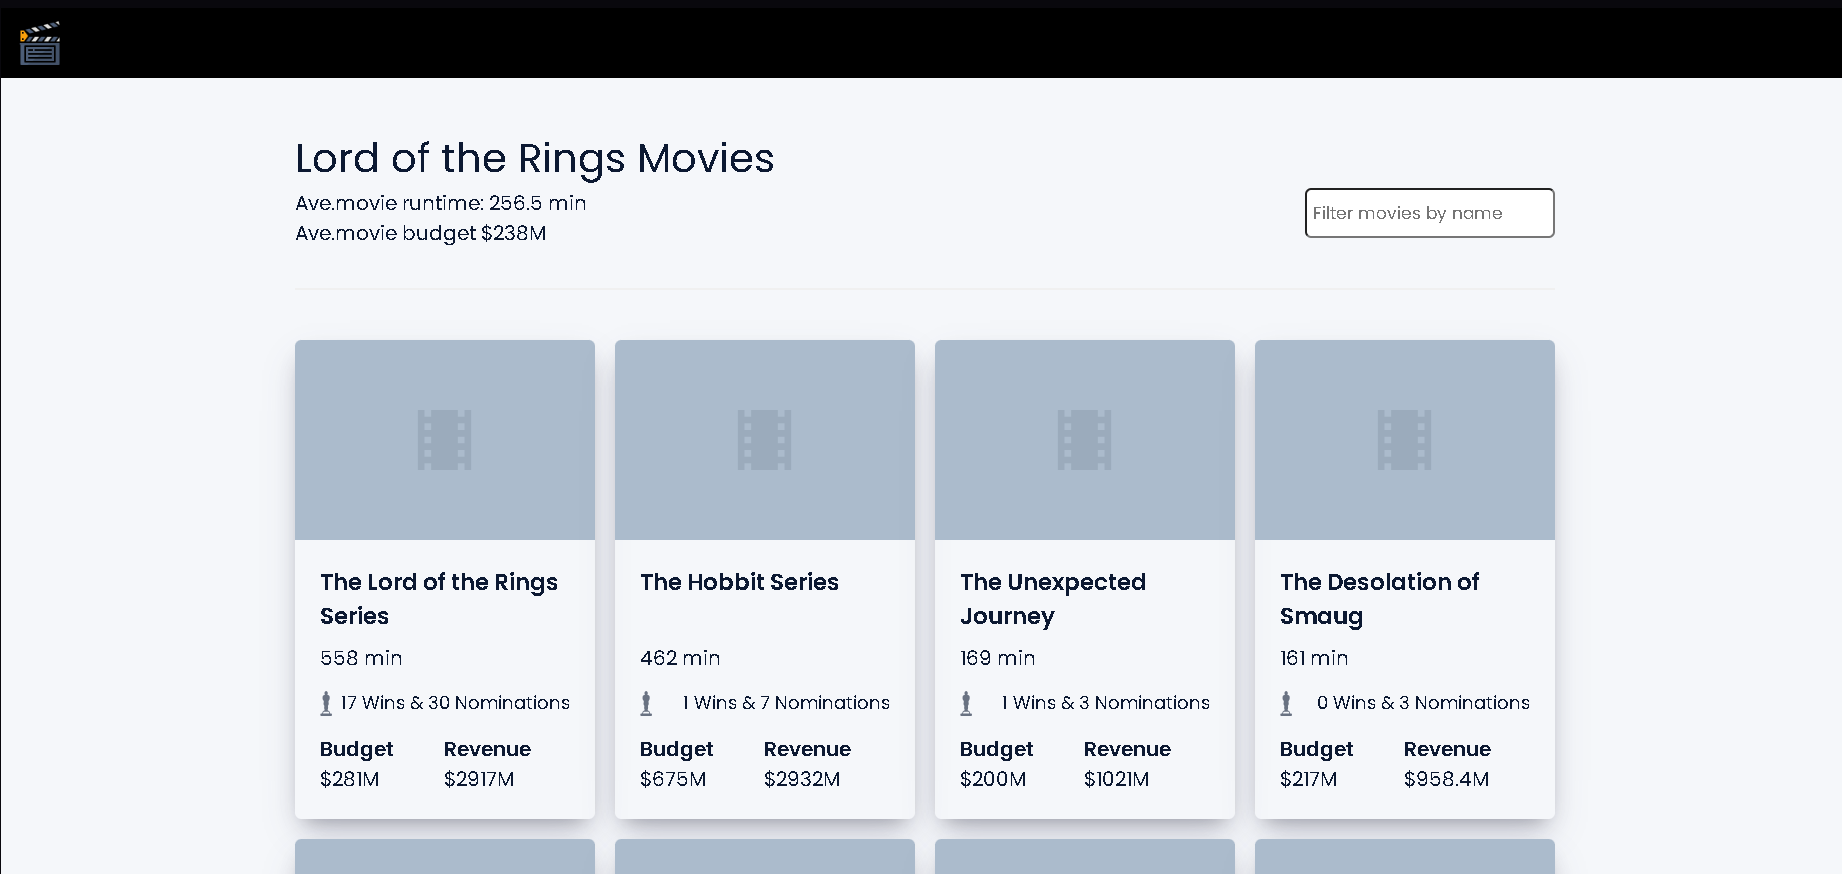 Lord of the Rings Movies
Ave.movie runtime: 256.5 min
Ave.movie budget $238M
Filter movies by name
The Lord of the Rings
Series
558 min
17 Wins & 30 Nominations
Budget Revenue
$281M $2917M
The Hobbit Series
462 min
1 Wins & 7 Nominations
Budget Revenue
$675M $2932M
The Unexpected
Journey
169 min
1 Wins & 3 Nominations
Budget Revenue
$200M $1021M
The Desolation of
Smaug
161 min
0 Wins & 3 Nominations
Budget Revenue
$217M $958.4M